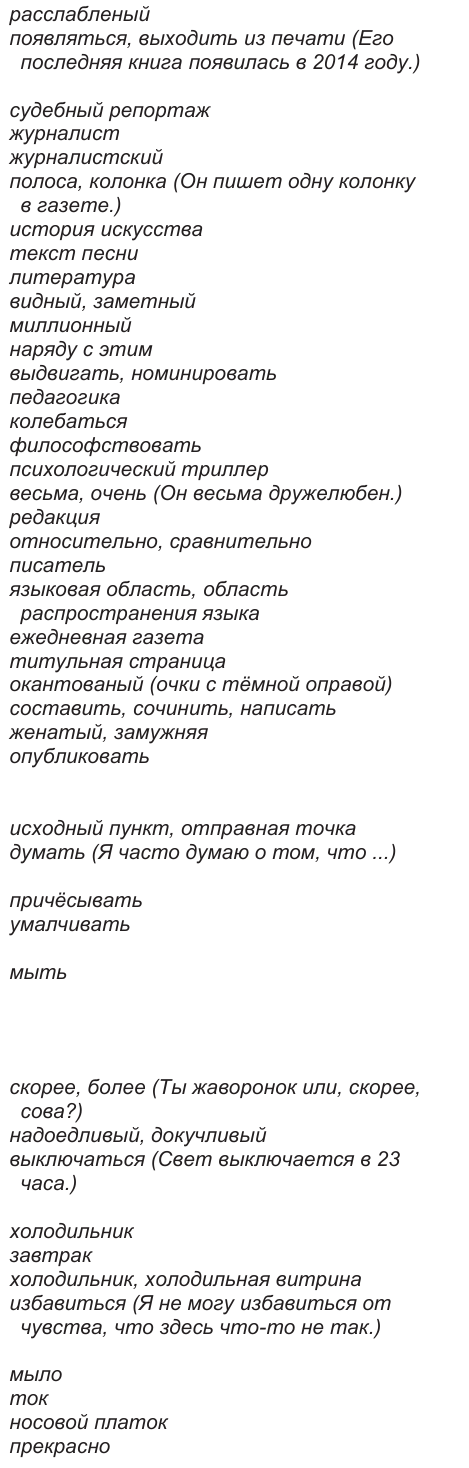 расслабленый
появляться, выходить из печати (Его
последняя книга появилась в 2014 году.)
судебный репортаж
журналист
журналистский
полоса, колонка (Он пишет одну колонку
в газете.)
история искусства
текст песни
литература
видный, заметный
миллионный
наряду с этим
выдвигать, номинировать
педагогика
колебаться
философствовать
психологический триллер
весьма, очень (Он весьма дружелюбен.)
редакция
относительно, сравнительно
писатель
языковая область, область
распространения языка
ежедневная газета
титульная страница
окантованый (очки с тёмной оправой)
составить, сочинить, написать
женатый, замужняя
опубликовать
исходный пункт, отправная точка
думать (Я часто думаю о том, что ...)
причёсывать
умалчивать
мыть
скорее, более (Ты жаворонок или, скорее,
сова?)
надоедливый, докучливый
выключаться (Свет выключается в 23
часа.)
холодильник
завтрак
холодильник, холодильная витрина
избавиться (Я не могу избавиться от
чувства, что здесь что-то не так.)
мыло
ток
носовой платок
прекрасно